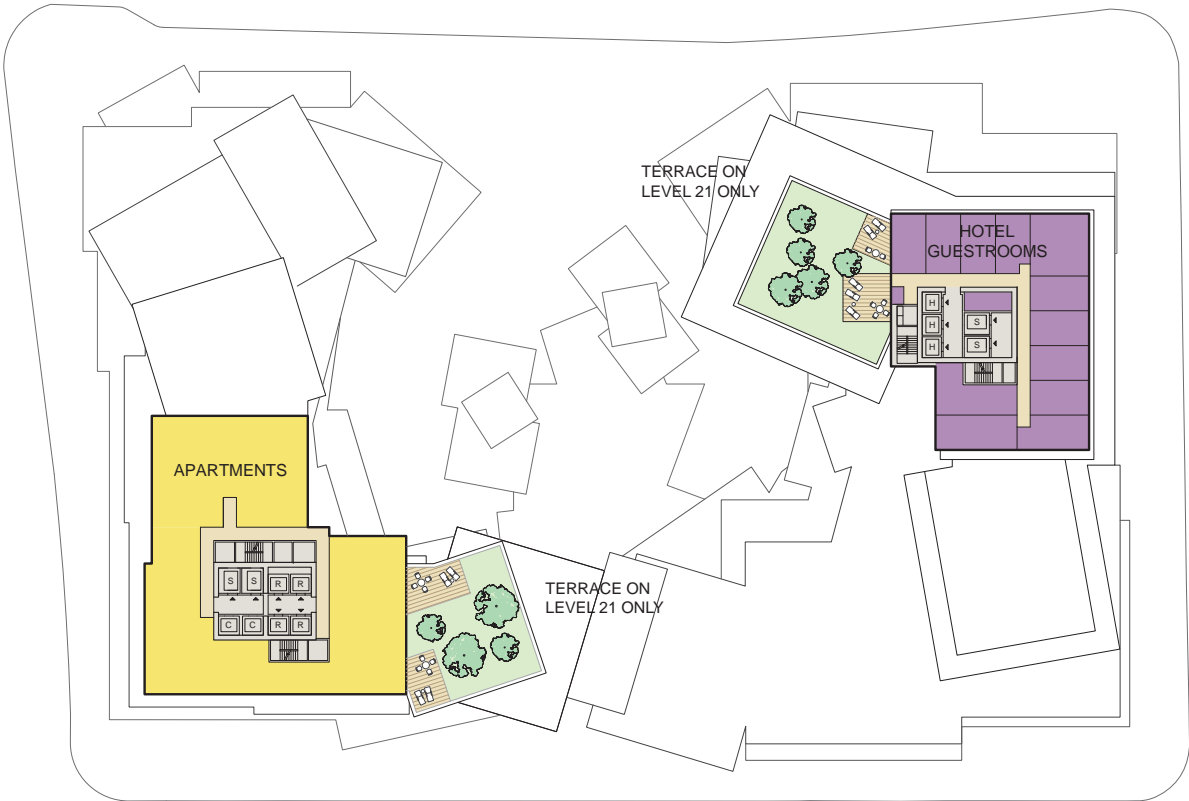 TERRACE ON
LEVEL 21 ONLY
HOTEL
GUESTROOMS
H
H
S
H
S
APARTMENTS
S
S
R
R
C
C
R
R
TERRACE ON
LEVEL 21 ONLY